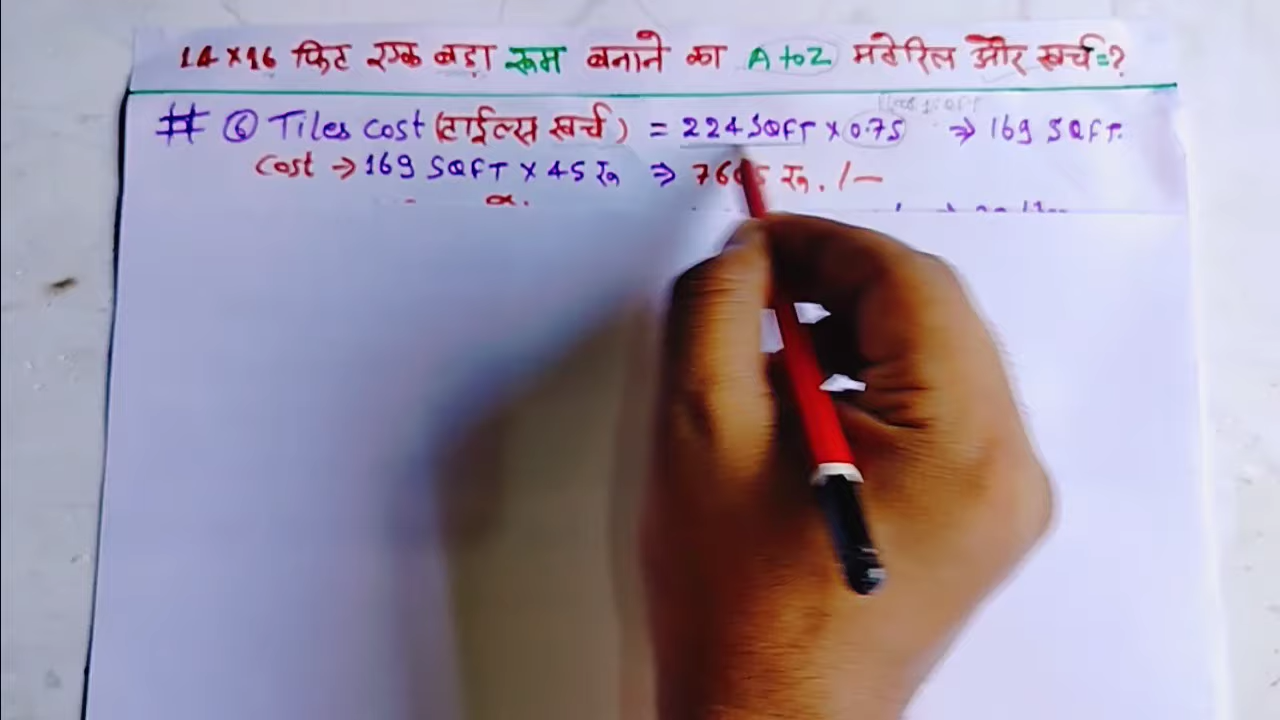 14×16 फिट एक बड़ा रूम बनाने का A to Z मटेरिल और खर्च=?
# ⑥ Tiles Cost (टाईल्स खर्च) = 224 SQFT × 0.75 ⇒ 169 SQFT.
Cost → 169 SQFT × 45 रू ⇒ 7605 रू. /—